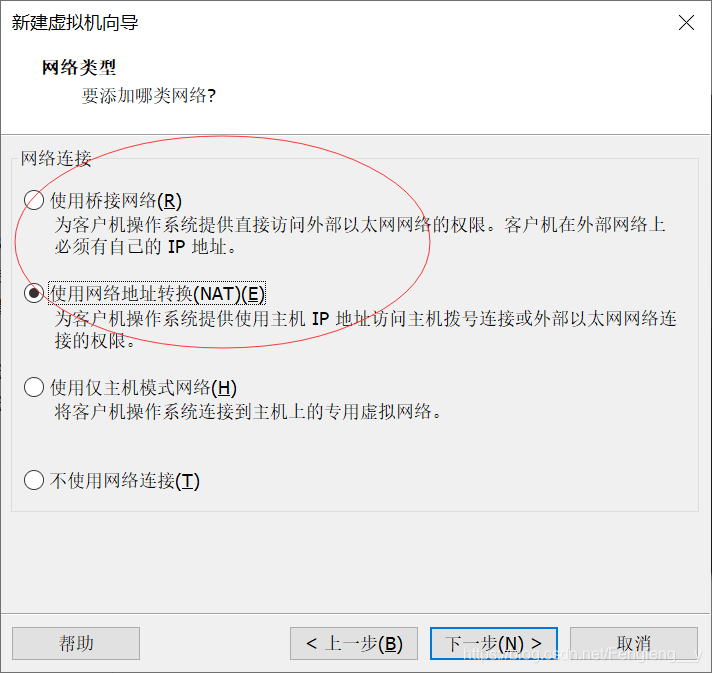 新建虚拟机向导
网络类型
要添加哪类网络?
网络连接
使用桥接网络(R)
为客户机操作系统提供直接访问外部以太网网络的权限。客户机在外部网络上
必须有自己的 IP 地址。
使用网络地址转换(NAT)(E)
为客户机操作系统提供使用主机 IP 地址访问主机拨号连接或外部以太网网络连
接的权限。
使用仅主机模式网络(H)
将客户机操作系统连接到主机上的专用虚拟网络。
不使用网络连接(T)
帮助
< 上一步(B)
下一步(N) >
取消
https://blog.csdn.net/Fengfeng__y